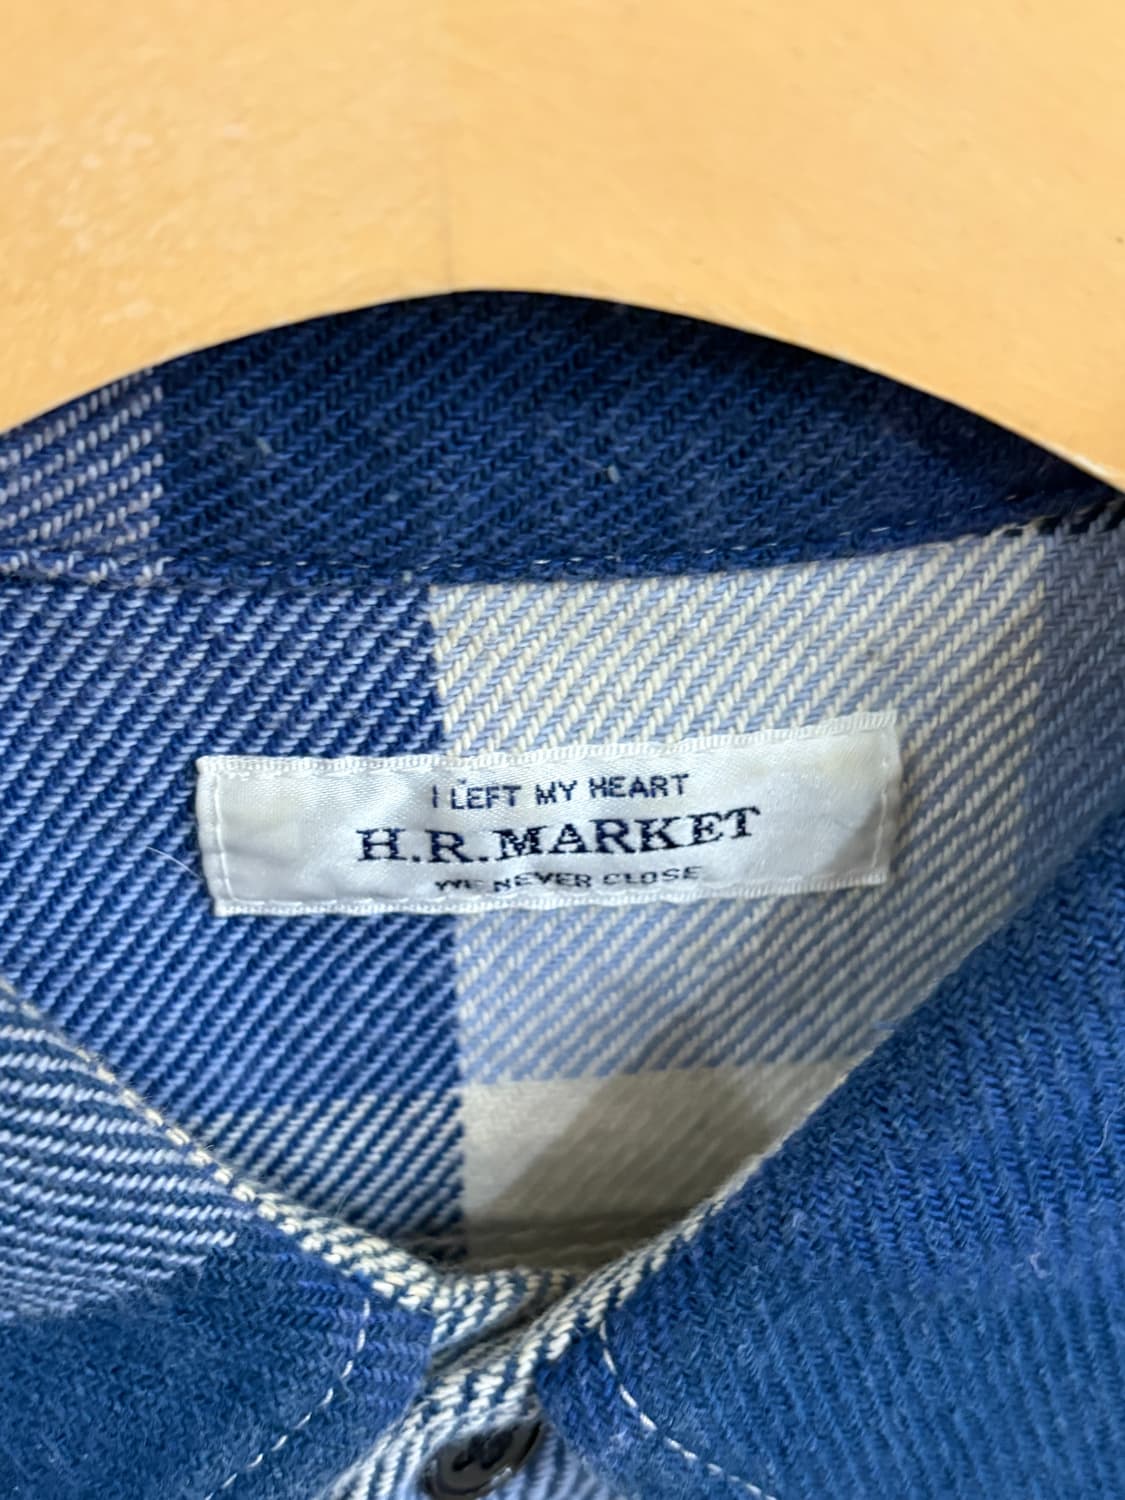 I LEFT MY HEART
H.R.MARKET
WE NEVER CLOSE